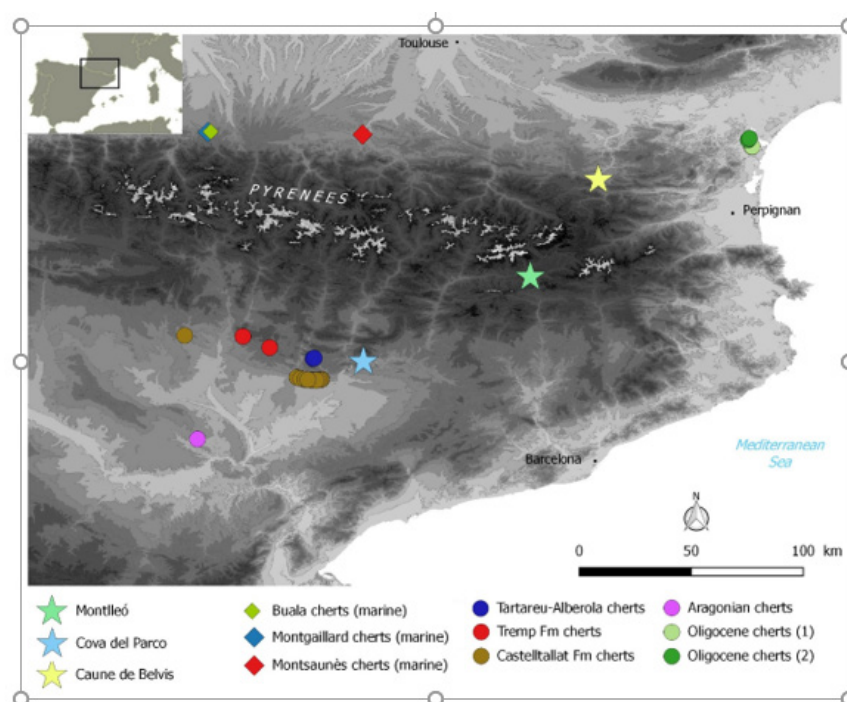 Toulouse
PYRENEES
Perpignan
Barcelona
Mediterranean
Sea
N
0 50 100 km
Montlleó
Cova del Parco
Caune de Belvis
Buala cherts (marine)
Montgaillard cherts (marine)
Montsaunès cherts (marine)
Tartareu-Alberola cherts
Tremp Fm cherts
Castelltallat Fm cherts
Aragonian cherts
Oligocene cherts (1)
Oligocene cherts (2)